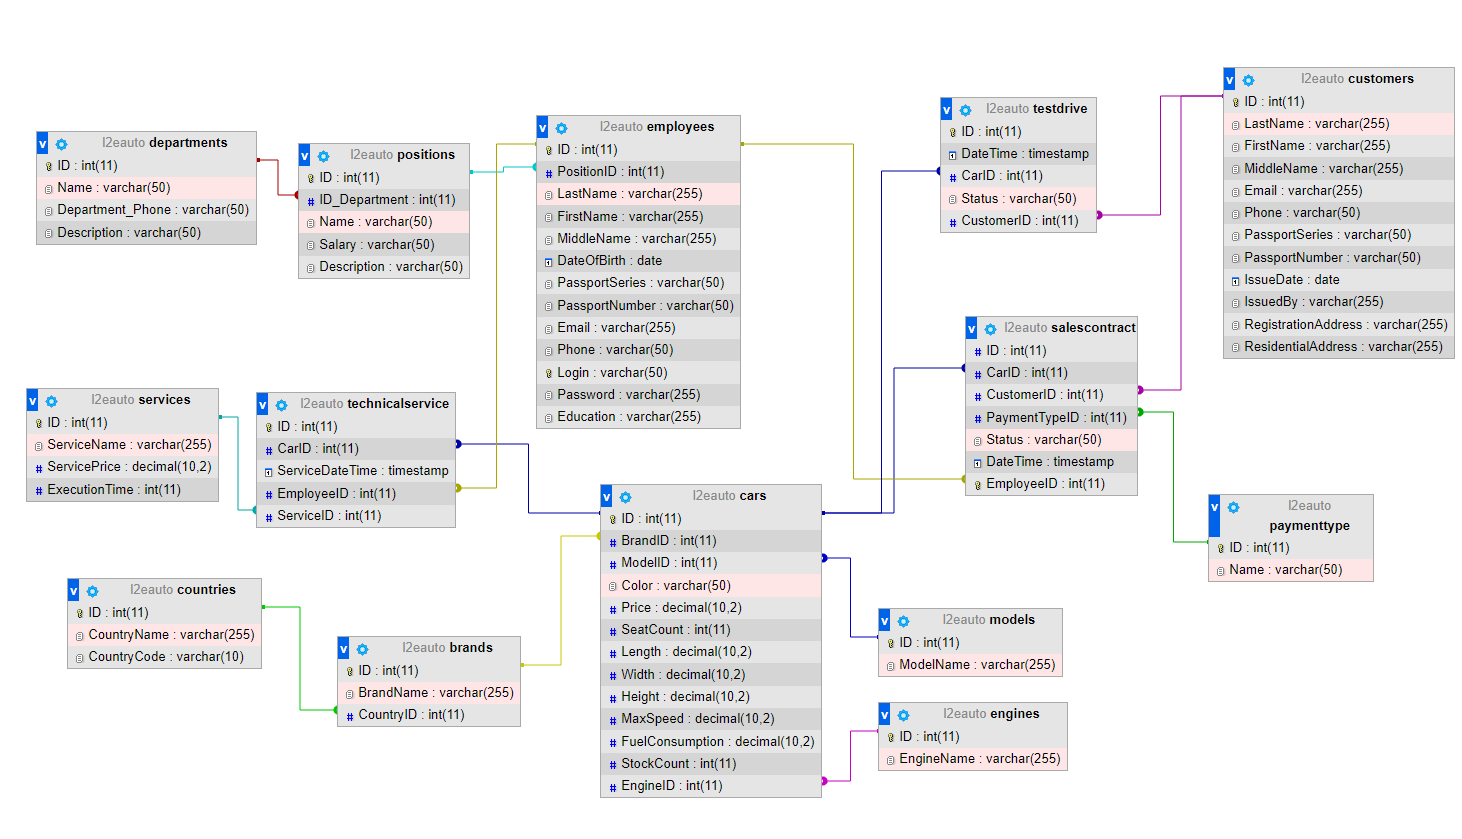 v l2eauto departments
ID : int(11)
Name : varchar(50)
Department_Phone : varchar(50)
Description : varchar(50)
v l2eauto positions
ID : int(11)
ID_Department : int(11)
Name : varchar(50)
Salary : varchar(50)
Description : varchar(50)
v l2eauto employees
ID : int(11)
PositionID : int(11)
LastName : varchar(255)
FirstName : varchar(255)
MiddleName : varchar(255)
DateOfBirth : date
PassportSeries : varchar(50)
PassportNumber : varchar(50)
Email : varchar(255)
Phone : varchar(50)
Login : varchar(50)
Password : varchar(255)
Education : varchar(255)
v l2eauto testdrive
ID : int(11)
DateTime : timestamp
CarID : int(11)
Status : varchar(50)
CustomerID : int(11)
v l2eauto customers
ID : int(11)
LastName : varchar(255)
FirstName : varchar(255)
MiddleName : varchar(255)
Email : varchar(255)
Phone : varchar(50)
PassportSeries : varchar(50)
PassportNumber : varchar(50)
IssueDate : date
IssuedBy : varchar(255)
RegistrationAddress : varchar(255)
ResidentialAddress : varchar(255)
v l2eauto services
ID : int(11)
ServiceName : varchar(255)
ServicePrice : decimal(10,2)
ExecutionTime : int(11)
v l2eauto technicalservice
ID : int(11)
CarID : int(11)
ServiceDateTime : timestamp
EmployeeID : int(11)
ServiceID : int(11)
v l2eauto salescontract
ID : int(11)
CarID : int(11)
CustomerID : int(11)
PaymentTypeID : int(11)
Status : varchar(50)
DateTime : timestamp
EmployeeID : int(11)
v l2eauto
paymenttype
ID : int(11)
Name : varchar(50)
v l2eauto countries
ID : int(11)
CountryName : varchar(255)
CountryCode : varchar(10)
v l2eauto brands
ID : int(11)
BrandName : varchar(255)
CountryID : int(11)
v l2eauto cars
ID : int(11)
BrandID : int(11)
ModelID : int(11)
Color : varchar(50)
Price : decimal(10,2)
SeatCount : int(11)
Length : decimal(10,2)
Width : decimal(10,2)
Height : decimal(10,2)
MaxSpeed : decimal(10,2)
FuelConsumption : decimal(10,2)
StockCount : int(11)
EngineID : int(11)
v l2eauto models
ID : int(11)
ModelName : varchar(255)
v l2eauto engines
ID : int(11)
EngineName : varchar(255)